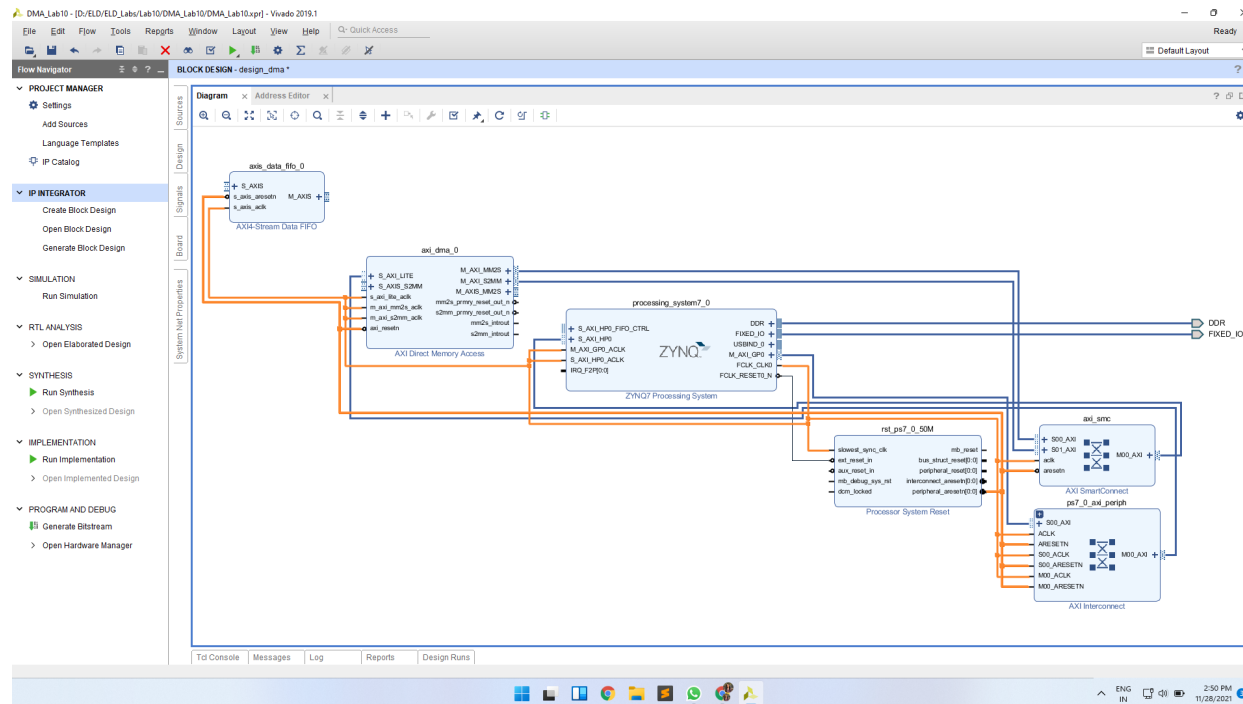 DMA_Lab10 - [D:/ELD/ELD_Labs/Lab10/DMA_Lab10/DMA_Lab10.xpr] - Vivado 2019.1
File Edit Flow Tools Reports Window Layout View Help Q- Quick Access
Ready
Default Layout
Flow Navigator
BLOCK DESIGN - design_dma *
PROJECT MANAGER
Settings
Add Sources
Language Templates
IP Catalog
IP INTEGRATOR
Create Block Design
Open Block Design
Generate Block Design
SIMULATION
Run Simulation
RTL ANALYSIS
Open Elaborated Design
SYNTHESIS
Run Synthesis
Open Synthesized Design
IMPLEMENTATION
Run Implementation
Open Implemented Design
PROGRAM AND DEBUG
Generate Bitstream
Open Hardware Manager
Sources
Design
Signals
Board
System Net Properties
Diagram
Address Editor
axis_data_fifo_0
S_AXIS
s_axis_aresetn M_AXIS
s_axis_aclk
AXI4-Stream Data FIFO
axi_dma_0
S_AXI_LITE
S_AXIS_S2MM
s_axi_lite_aclk
m_axi_mm2s_aclk
m_axi_s2mm_aclk
axi_resetn
M_AXI_MM2S
M_AXI_S2MM
M_AXIS_MM2S
mm2s_prmry_reset_out_n
s2mm_prmry_reset_out_n
mm2s_introut
s2mm_introut
AXI Direct Memory Access
processing_system7_0
S_AXI_HP0_FIFO_CTRL
S_AXI_HP0
M_AXI_GP0_ACLK
S_AXI_HP0_ACLK
IRQ_F2P[0:0]
ZYNQ
DDR
FIXED_IO
USBIND_0
M_AXI_GP0
FCLK_CLK0
FCLK_RESET0_N
ZYNQ7 Processing System
DDR
FIXED_IO
rst_ps7_0_50M
slowest_sync_clk
ext_reset_in
aux_reset_in
mb_debug_sys_rst
dcm_locked
mb_reset
bus_struct_reset[0:0]
peripheral_reset[0:0]
interconnect_aresetn[0:0]
peripheral_aresetn[0:0]
Processor System Reset
axi_smc
S00_AXI
S01_AXI
aclk
aresetn
M00_AXI
AXI SmartConnect
ps7_0_axi_periph
S00_AXI
ACLK
ARESETN
S00_ACLK
S00_ARESETN
M00_ACLK
M00_ARESETN
M00_AXI
AXI Interconnect
Tcl Console Messages Log Reports Design Runs
ENG
IN
2:50 PM
11/28/2021